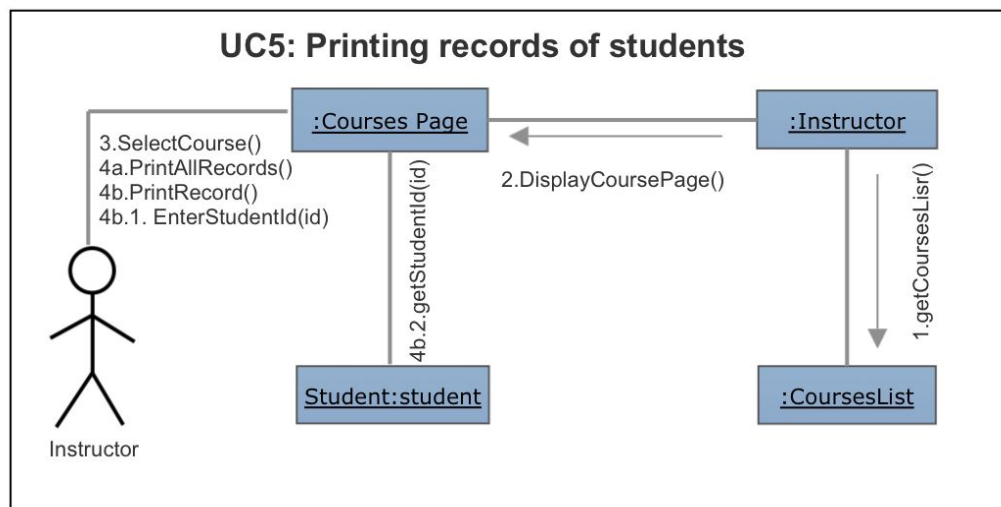 UC5: Printing records of students
:Courses Page
:Instructor
3.SelectCourse()
4a.PrintAllRecords()
4b.PrintRecord()
4b.1. EnterStudentId(id)
2.DisplayCoursePage()
4b.2.getStudentId(id)
1.getCoursesLisr()
Student:student
:CoursesList
Instructor